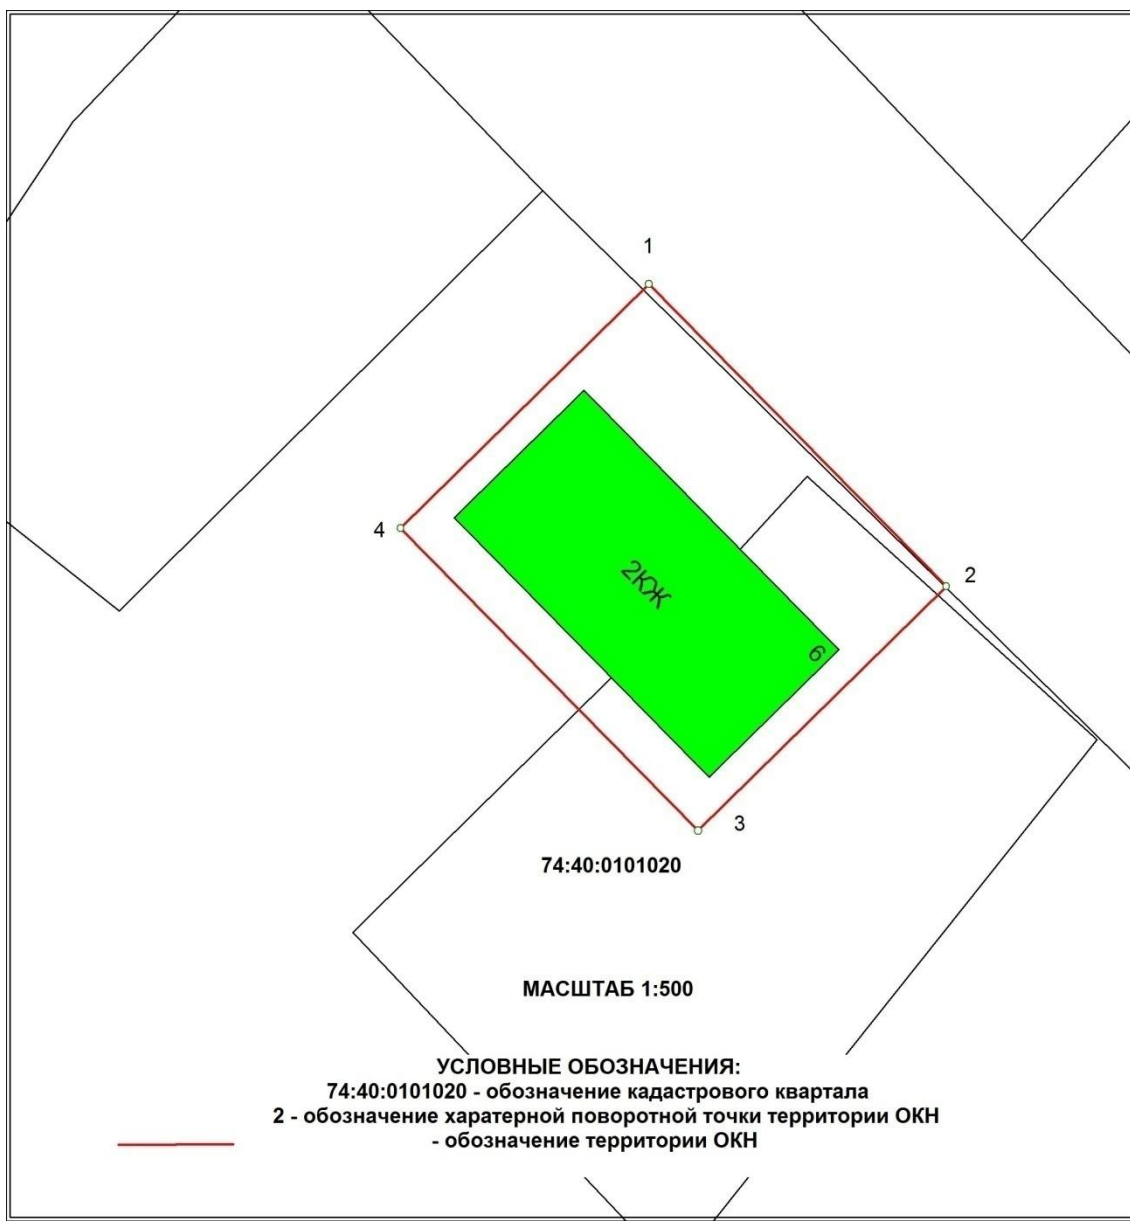 1
2
4
2КЖ
6
3
74:40:0101020
МАСШТАБ 1:500
УСЛОВНЫЕ ОБОЗНАЧЕНИЯ:
74:40:0101020 - обозначение кадастрового квартала
2 - обозначение харатерной поворотной точки территории ОКН
- обозначение территории ОКН